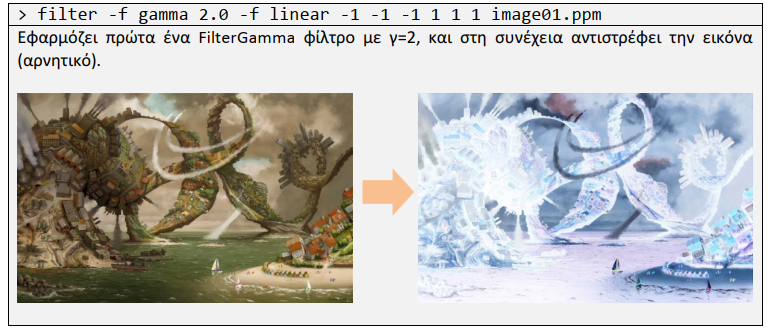 > filter -f gamma 2.0 -f linear -1 -1 -1 1 1 1 image01.ppm
Εφαρμόζει πρώτα ένα FilterGamma φίλτρο με γ=2, και στη συνέχεια αντιστρέφει την εικόνα
(αρνητικό).